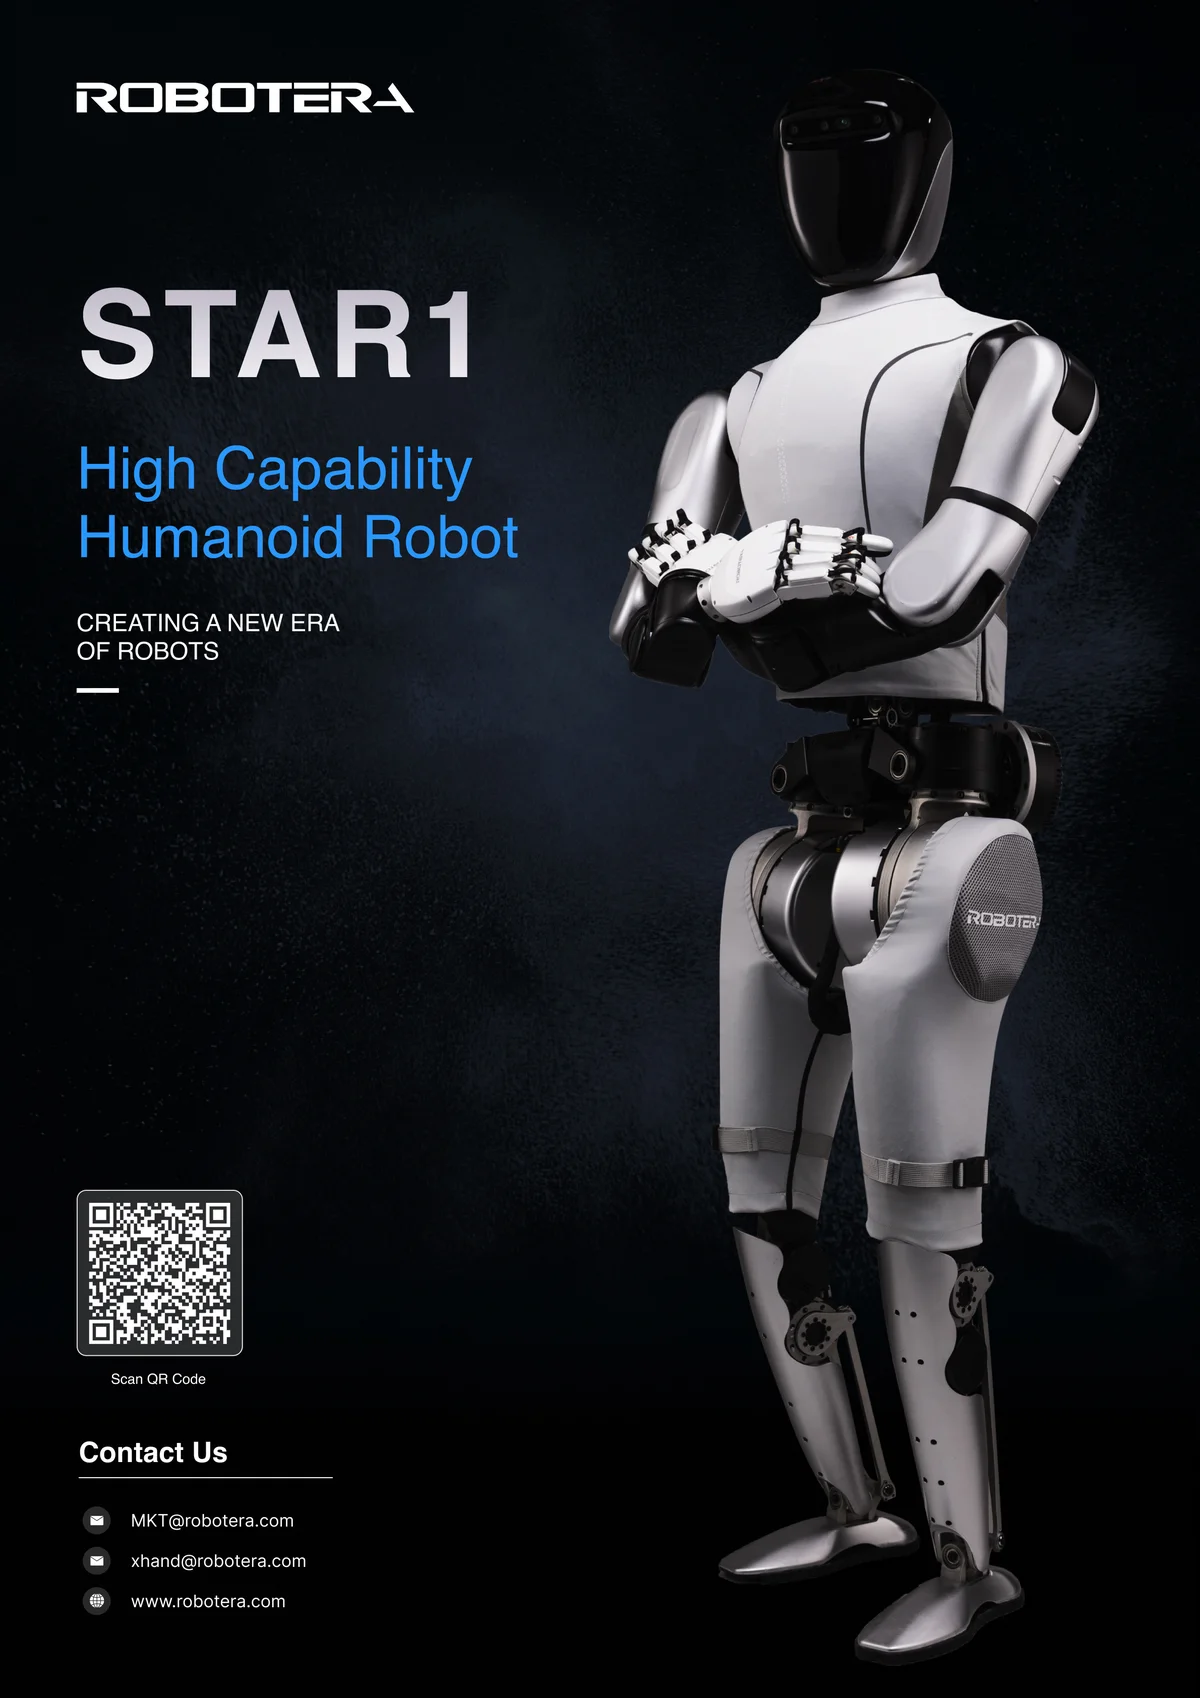 ROBOTERA
STAR1
High Capability
Humanoid Robot
CREATING A NEW ERA
OF ROBOTS
ROBOTERA
Scan QR Code
Contact Us
MKT@robotera.com
xhand@robotera.com
www.robotera.com